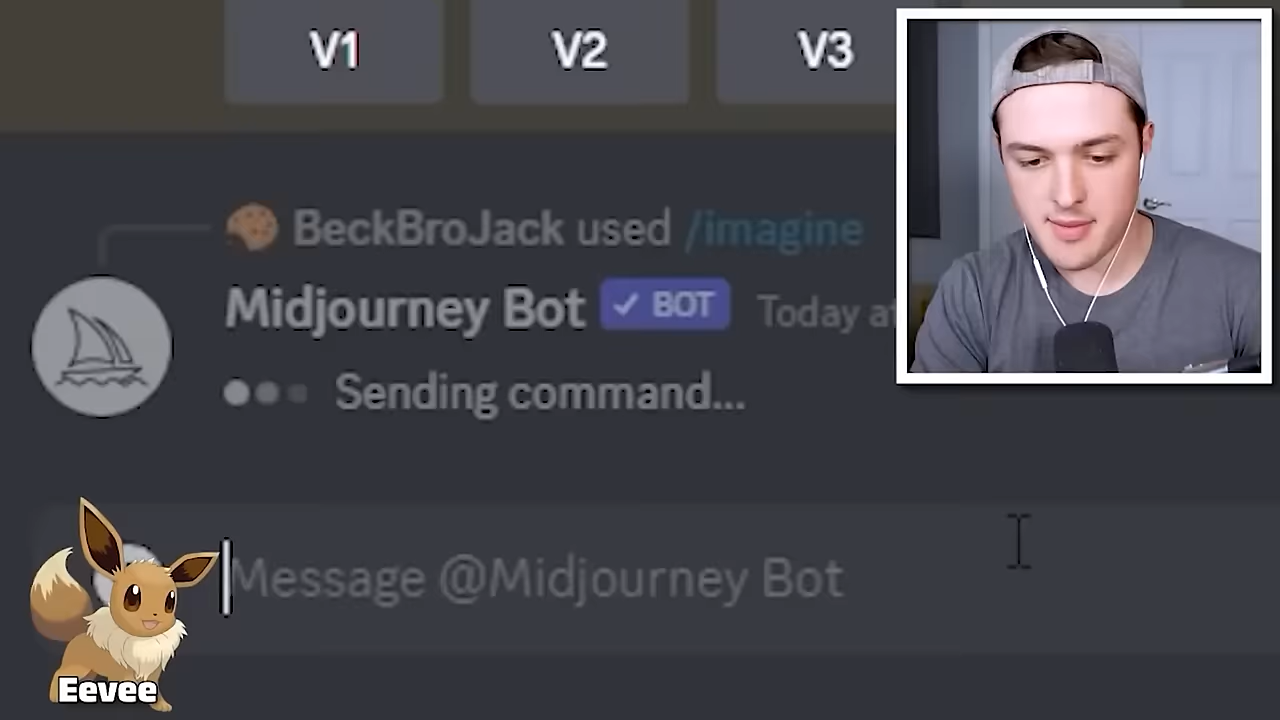 V1 V2 V3
BeckBroJack used /imagine
Midjourney Bot ✓ BOT Today at
Sending command...
Message @Midjourney Bot
Eevee